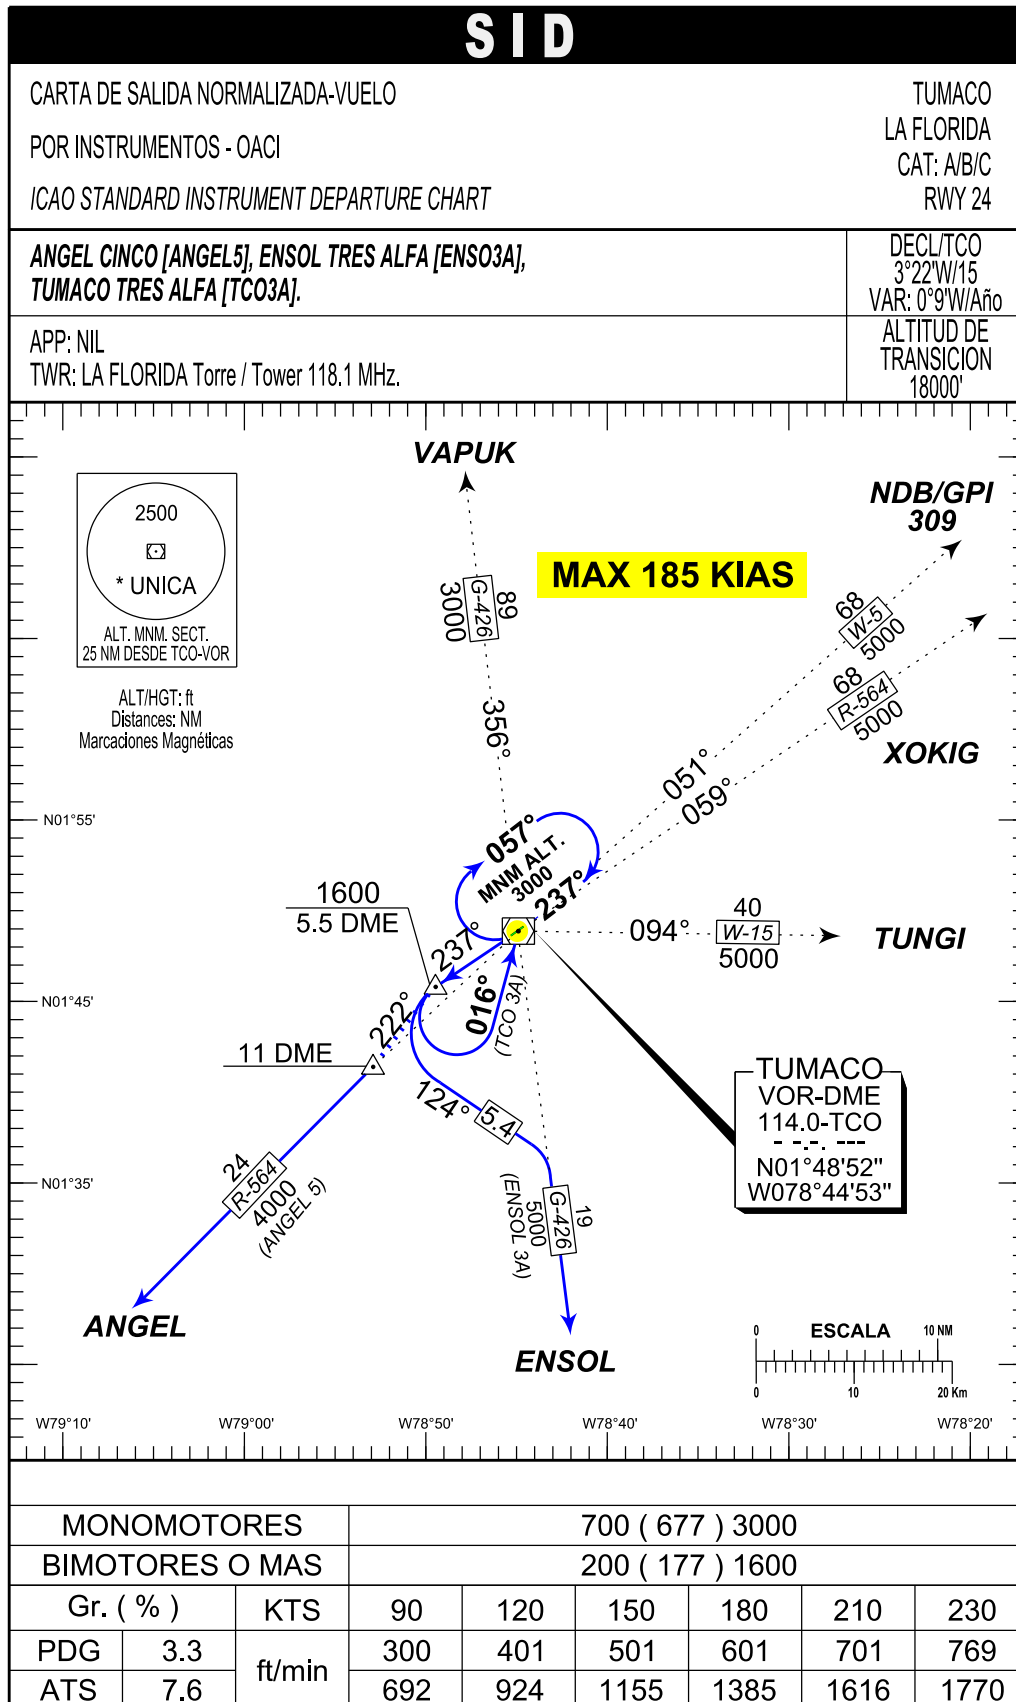 SID
CARTA DE SALIDA NORMALIZADA-VUELO
POR INSTRUMENTOS - OACI
ICAO STANDARD INSTRUMENT DEPARTURE CHART
TUMACO
LA FLORIDA
CAT: A/B/C
RWY 24
ANGEL CINCO [ANGEL5], ENSOL TRES ALFA [ENSO3A],
TUMACO TRES ALFA [TCO3A].
DECL/TCO
3°22'W/15
VAR: 0°9'W/Año
APP: NIL
TWR: LA FLORIDA Torre / Tower 118.1 MHz.
ALTITUD DE
TRANSICION
18000'
VAPUK
NDB/GPI
309
2500
* UNICA
ALT. MNM. SECT.
25 NM DESDE TCO-VOR
ALT/HGT: ft
Distances: NM
Marcaciones Magnéticas
MAX 185 KIAS
89
G-426
3000
356°
68
W-5
5000
68
R-564
5000
XOKIG
051°
059°
N01°55'
057°
MNM ALT.
3000
237°
1600
5.5 DME
237°
094°
40
W-15
5000
TUNGI
N01°45'
016°
(TCO 3A)
222°
11 DME
124°
5.4
TUMACO
VOR-DME
114.0-TCO
- -.-. ---
N01°48'52"
W078°44'53"
N01°35'
24
R-564
4000
(ANGEL 5)
19
G-426
5000
(ENSOL 3A)
ANGEL
ENSOL
0 ESCALA 10 NM
0 10 20 Km
W79°10' W79°00' W78°50' W78°40' W78°30' W78°20'
MONOMOTORES 700 ( 677 ) 3000
BIMOTORES O MAS 200 ( 177 ) 1600
Gr. ( % ) KTS 90 120 150 180 210 230
PDG 3.3 ft/min 300 401 501 601 701 769
ATS 7.6 692 924 1155 1385 1616 1770